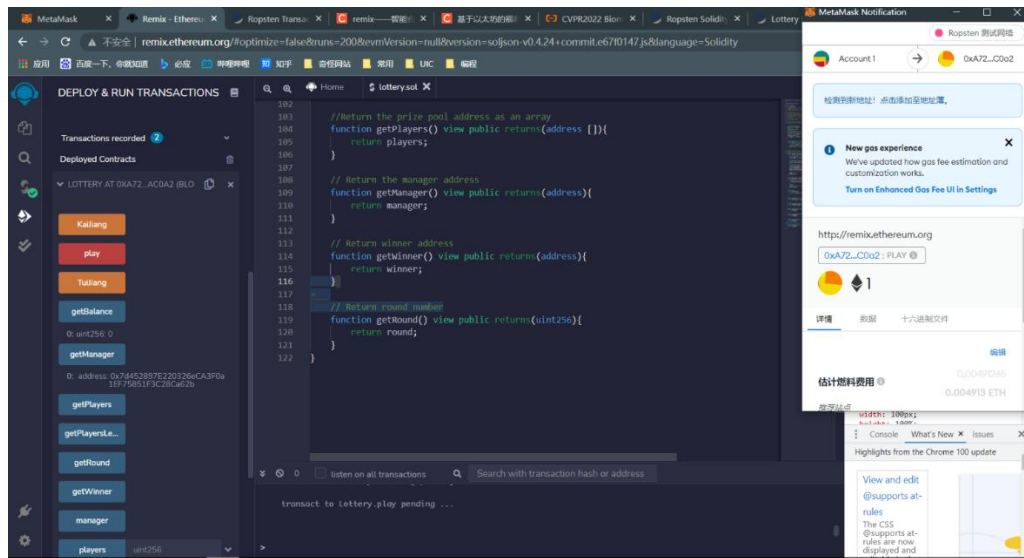 MetaMask
Remix - Ethereu
Ropsten Transac
remix——智能
基于以太坊的
CVPR2022 Biom
Ropsten Solidity
Lottery
不安全 | remix.ethereum.org/#optimize=false&runs=200&evmVersion=null&version=soljson-v0.4.24+commit.e67f0147.js&language=Solidity
应用
百度一下，你就知道
必应
哔哩哔哩
知乎
奇怪网站
常用
UIC
编程
DEPLOY & RUN TRANSACTIONS
Transactions recorded 2
Deployed Contracts
LOTTERY AT 0XA72...AC0A2 (BLO
KaiJiang
play
TuiJiang
getBalance
0: uint256: 0
getManager
0: address: 0x7d452897E220326eCA3F0a
1EF75851F3C28Ca62b
getPlayers
getPlayersLe...
getRound
getWinner
manager
players uint256
Home
lottery.sol
102
103 //Return the prize pool address as an array
104 function getPlayers() view public returns(address []){
105 return players;
106 }
107
108 // Return the manager address
109 function getManager() view public returns(address){
110 return manager;
111 }
112
113 // Return winner address
114 function getWinner() view public returns(address){
115 return winner;
116 }
117
118 // Return round number
119 function getRound() view public returns(uint256){
120 return round;
121 }
122 }
0
listen on all transactions
Search with transaction hash or address
transact to Lottery.play pending ...
>
MetaMask Notification
Ropsten 测试网络
Account 1
0xA72...C0a2
检测到新地址！点击添加至地址簿。
New gas experience
We've updated how gas fee estimation and
customization works.
Turn on Enhanced Gas Fee UI in Settings
http://remix.ethereum.org
0xA72...C0a2 : PLAY
1
详情
数据
十六进制文件
编辑
估计燃料费用
0.004913 ETH
推荐站点
width: 100px;
height: 100%;
Console
What's New
Issues
Highlights from the Chrome 100 update
View and edit
@supports at-
rules
The CSS
@supports at-
rules are now
displayed and